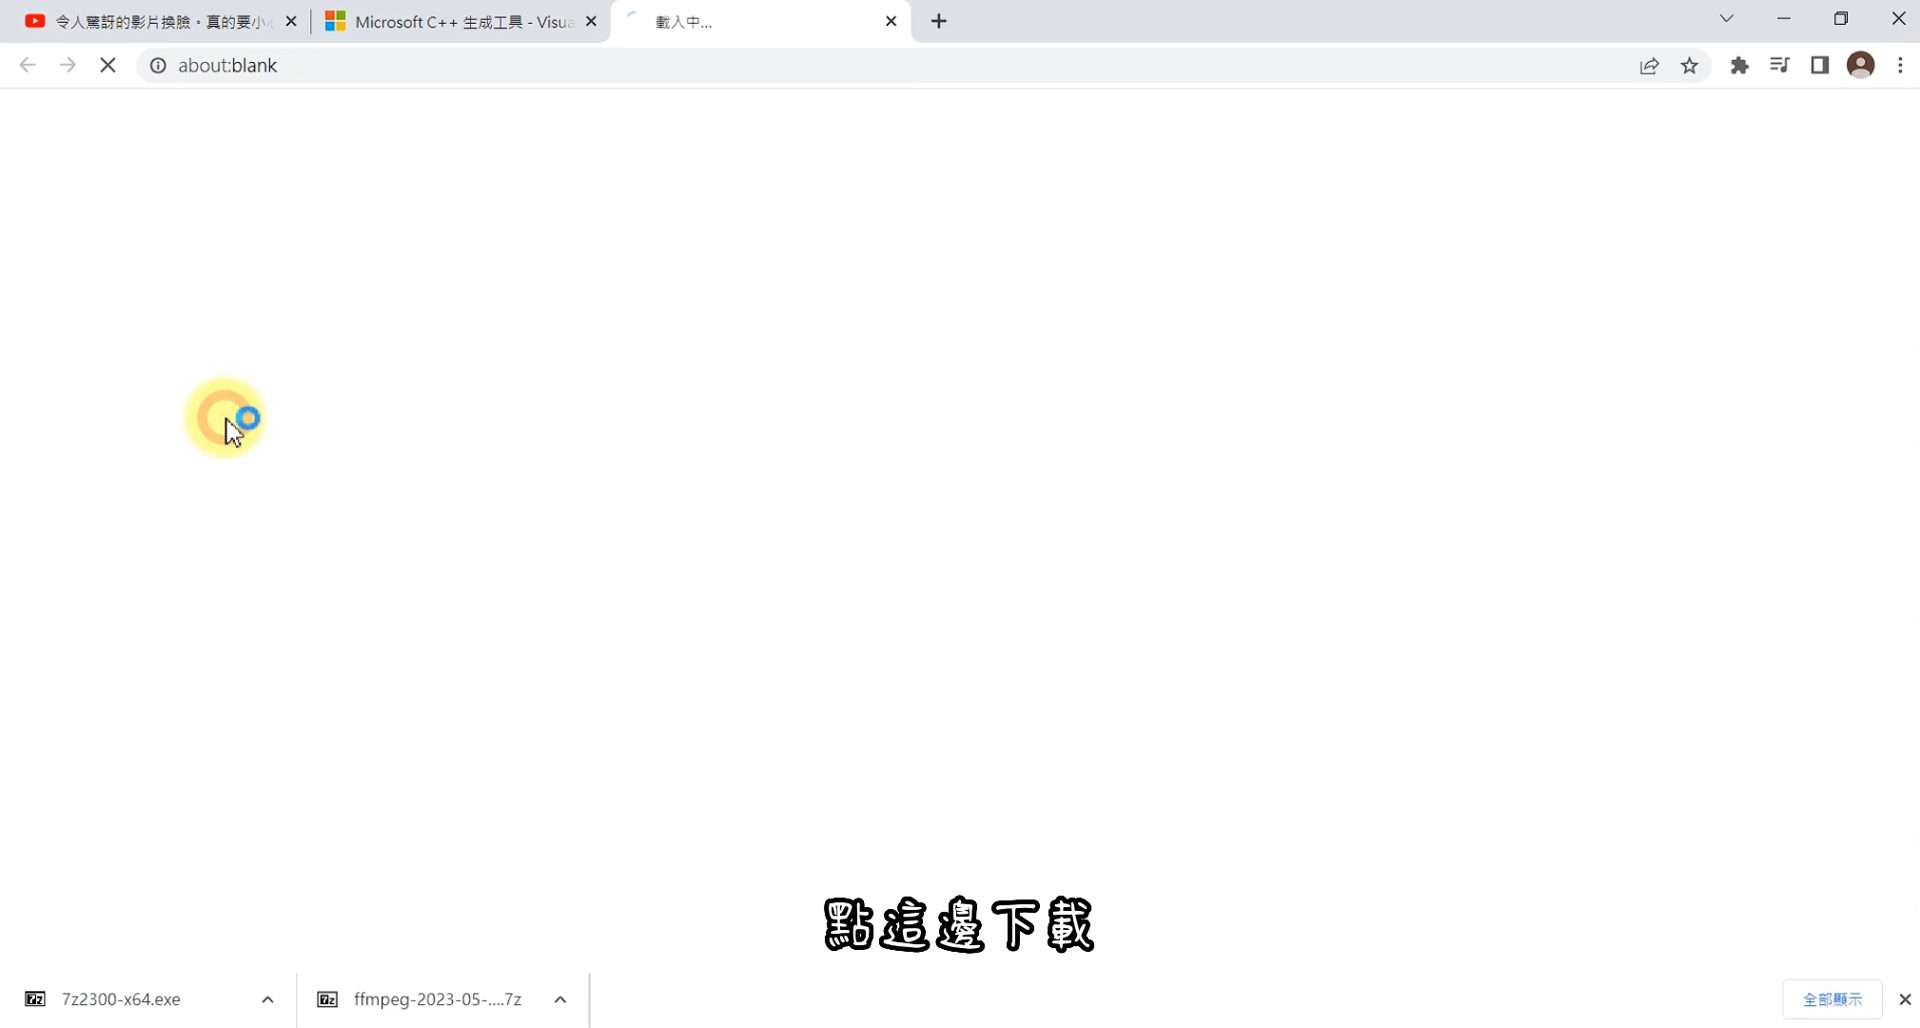 令人驚訝的影片換臉。真的要小心
Microsoft C++ 生成工具 - Visua
載入中...
about:blank
點這邊下載
7z2300-x64.exe
ffmpeg-2023-05-....7z
全部顯示